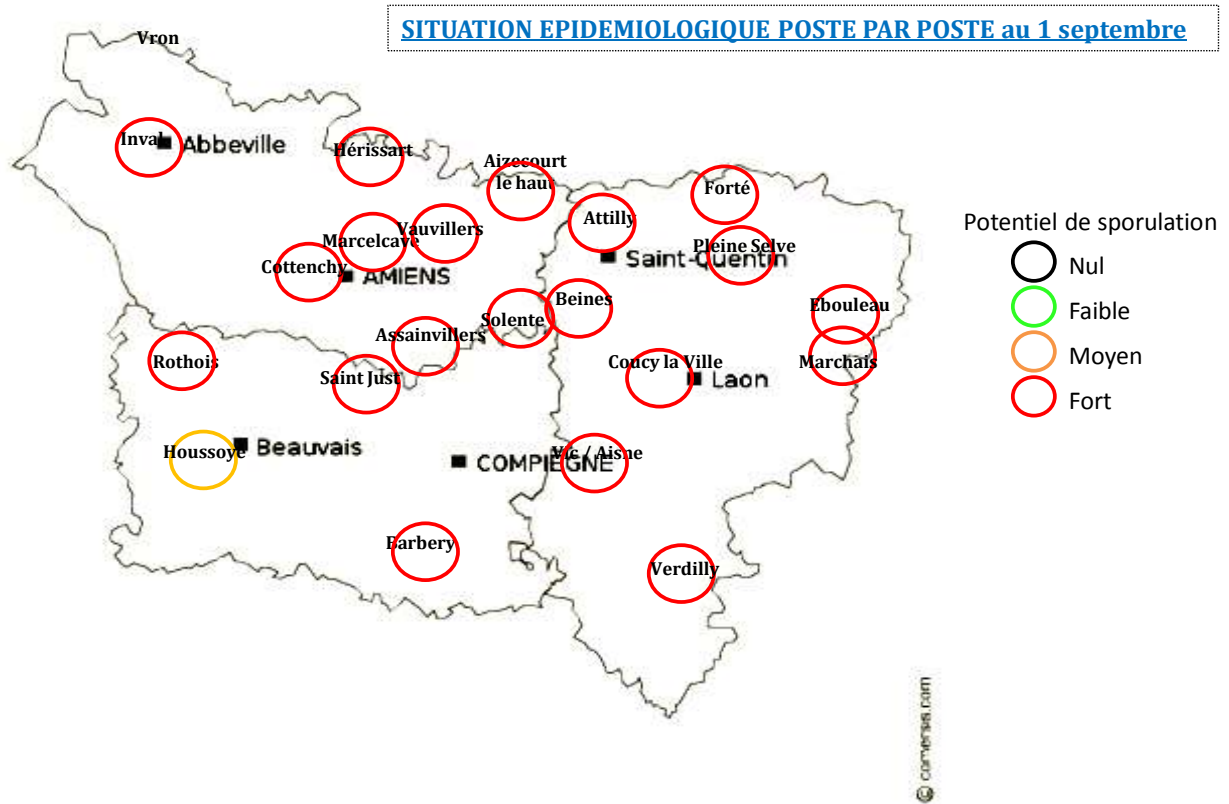 SITUATION EPIDEMIOLOGIQUE POSTE PAR POSTE au 1 septembre
Vron
Inval
Abbeville
Hérissart
Aizecourt
le haut
Forté
Attilly
Vauvillers
Marcelcave
Pleine Selve
Saint-Quentin
Cottenchy
AMIENS
Beines
Ebouleau
Solente
Assainvillers
Rothois
Saint Just
Coucy la Ville
Marchais
Laon
Houssoye
Beauvais
Vic / Aisne
COMPIEGNE
Barbery
Verdilly
Potentiel de sporulation
Nul
Faible
Moyen
Fort
© comersis.com